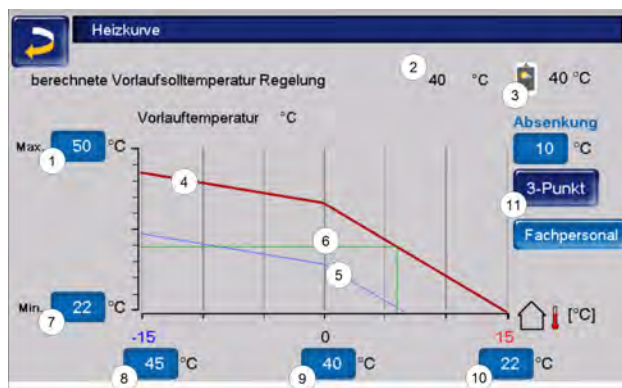 Heizkurve
berechnete Vorlaufsolltemperatur Regelung 2 40 °C 3 40 °C
Vorlauftemperatur °C
Absenkung
Max. 1 50 °C
10 °C
4
3-Punkt
11
6
Fachpersonal
5
Min. 7 22 °C
[°C]
-15 0 15
45 °C 40 °C 22 °C
8 9 10